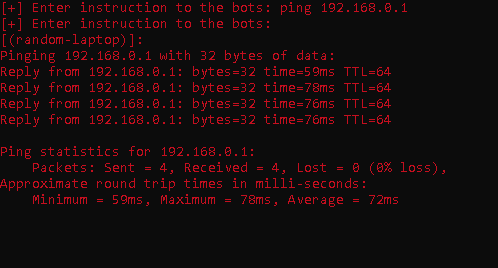 [+] Enter instruction to the bots: ping 192.168.0.1
[+] Enter instruction to the bots:
[(random-laptop)]:
Pinging 192.168.0.1 with 32 bytes of data:
Reply from 192.168.0.1: bytes=32 time=59ms TTL=64
Reply from 192.168.0.1: bytes=32 time=78ms TTL=64
Reply from 192.168.0.1: bytes=32 time=76ms TTL=64
Reply from 192.168.0.1: bytes=32 time=76ms TTL=64
Ping statistics for 192.168.0.1:
Packets: Sent = 4, Received = 4, Lost = 0 (0% loss),
Approximate round trip times in milli-seconds:
Minimum = 59ms, Maximum = 78ms, Average = 72ms